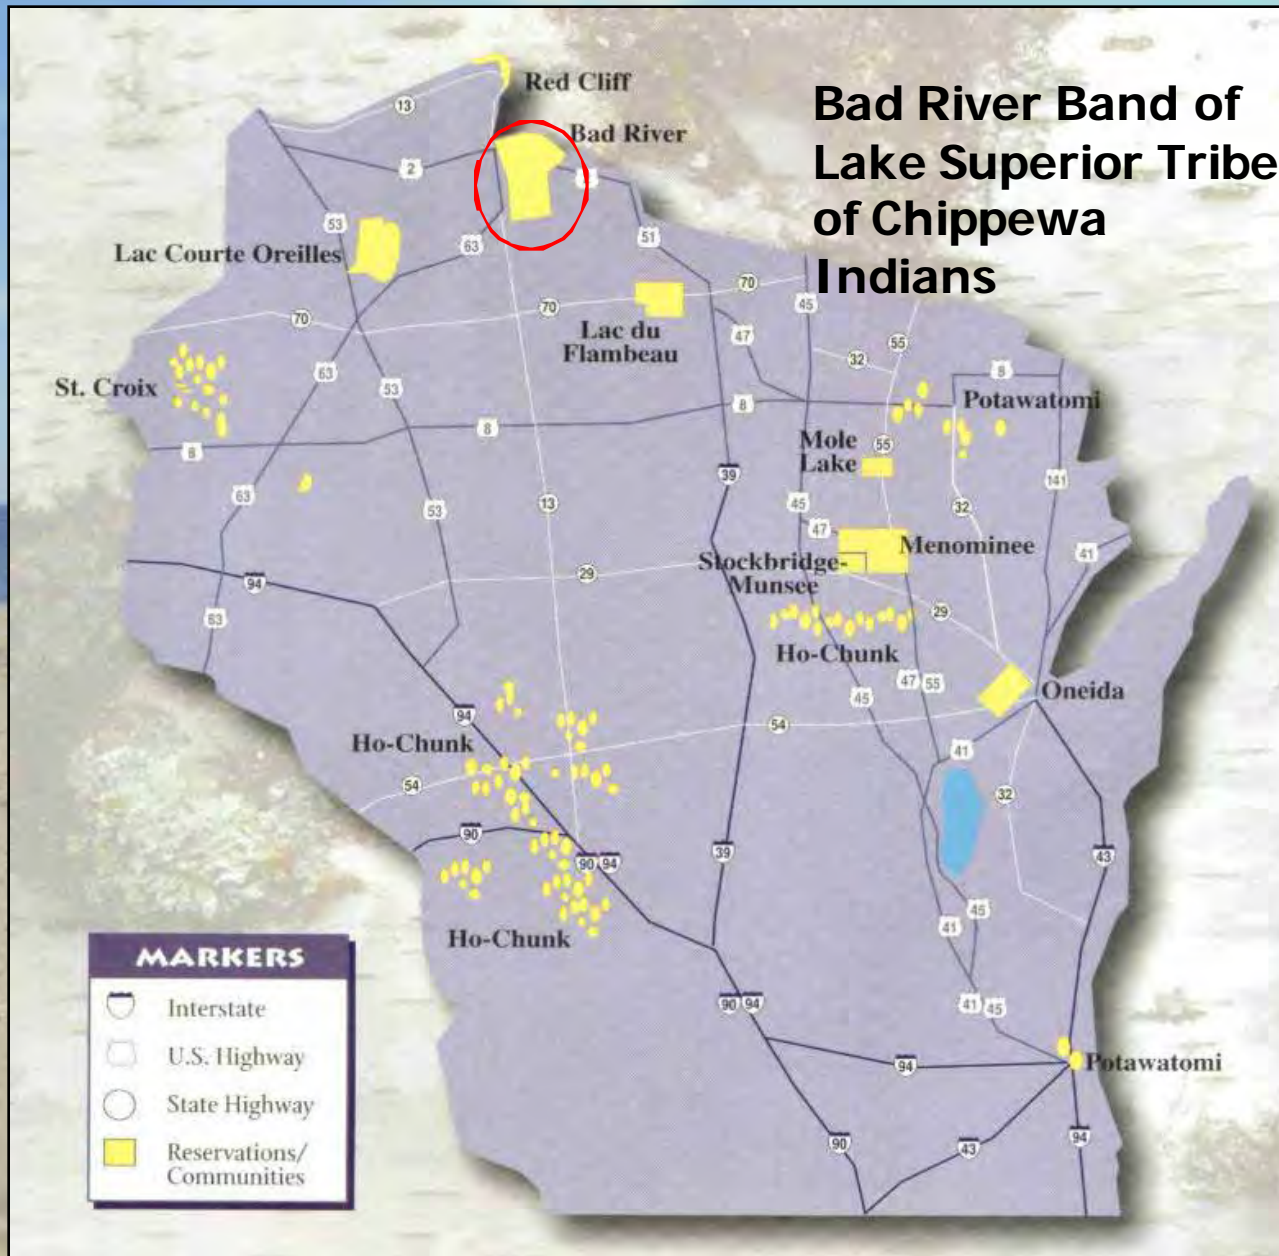 Bad River Band of
Lake Superior Tribe
of Chippewa
Indians
Red Cliff
13
Bad River
2
53
63
51
Lac Courte Oreilles
70
70
70
45
Lac du
Flambeau
47
55
32
63
53
8
St. Croix
Potawatomi
8
8
8
Mole
Lake
55
39
63
53
13
45
141
32
47
Menominee
41
Stockbridge-
Munsee
94
29
29
63
Ho-Chunk
47
55
45
Oneida
94
54
Ho-Chunk
41
54
32
90
90
94
39
43
Ho-Chunk
45
41
MARKERS
Interstate
U.S. Highway
State Highway
Reservations/
Communities
90
94
41
45
94
Potawatomi
90
43
94